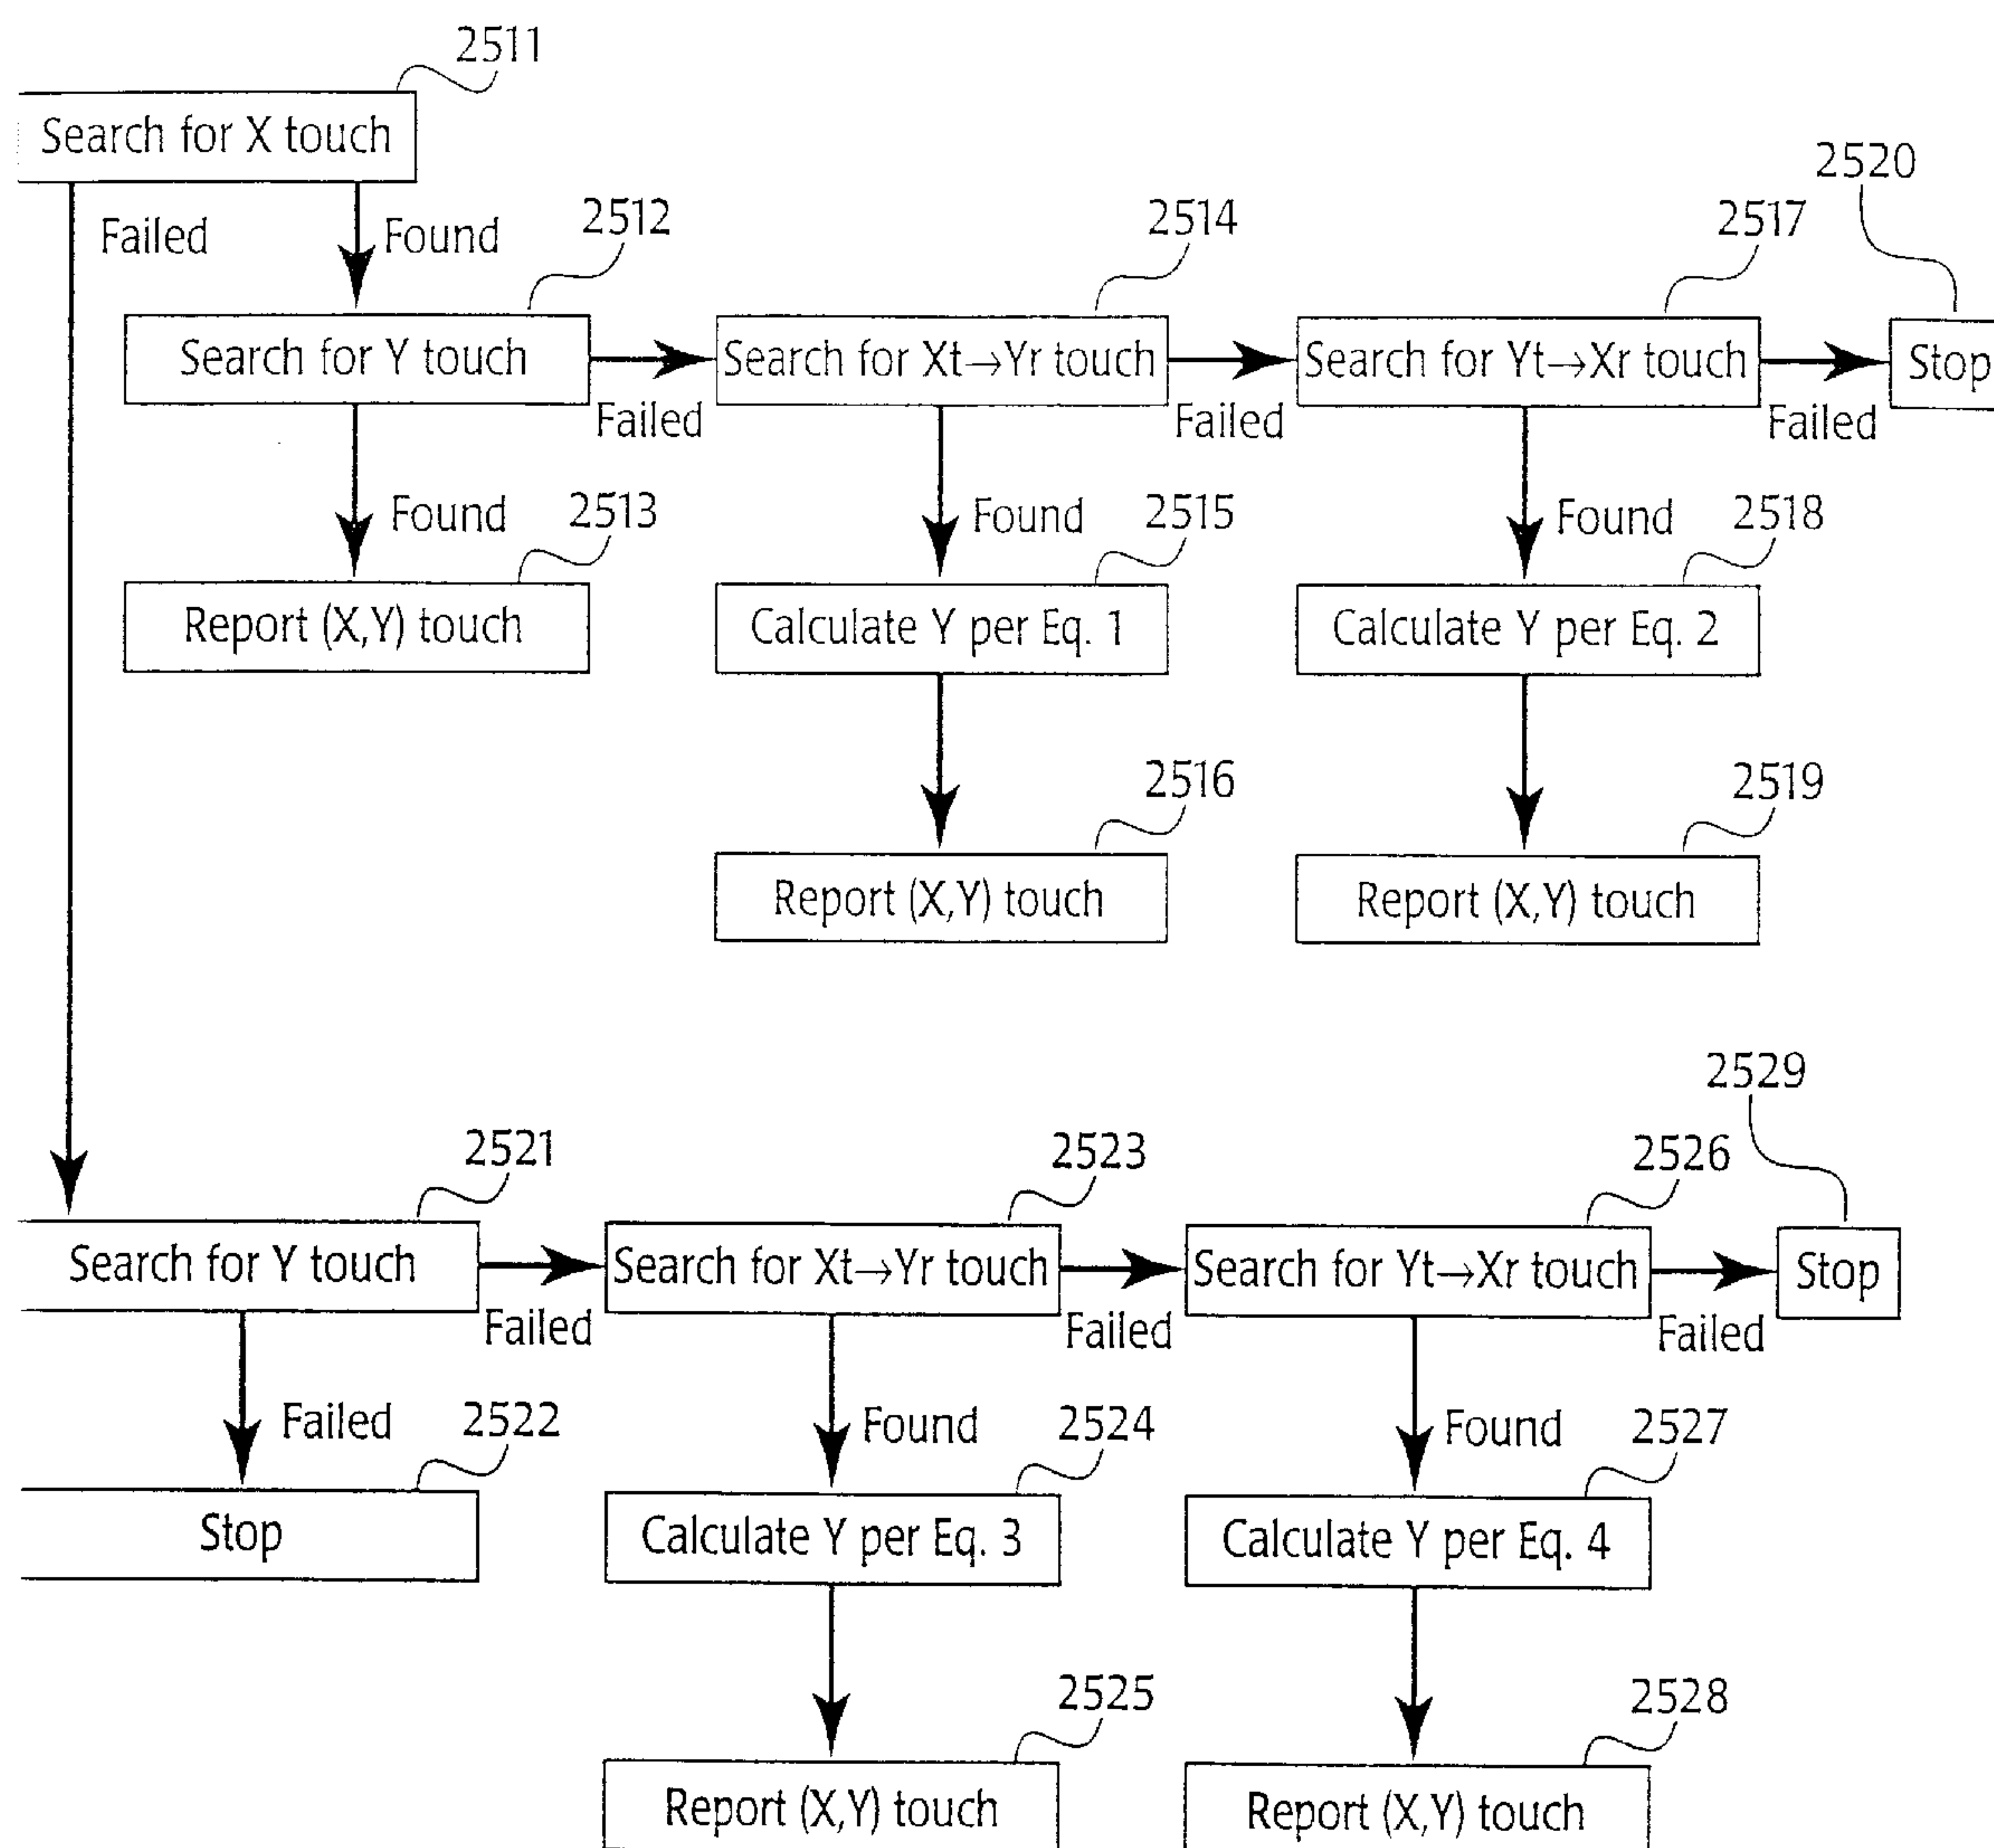 2511
Search for X touch
2520
Failed
Found
2512
2514
2517
Search for Y touch
Search for Xt→Yr touch
Search for Yt→Xr touch
Stop
Failed
Failed
Failed
Found
2513
Found
2515
Found
2518
Report (X,Y) touch
Calculate Y per Eq. 1
Calculate Y per Eq. 2
2516
2519
Report (X,Y) touch
Report (X,Y) touch
2529
2521
2523
2526
Search for Y touch
Search for Xt→Yr touch
Search for Yt→Xr touch
Stop
Failed
Failed
Failed
Failed
2522
Found
2524
Found
2527
Stop
Calculate Y per Eq. 3
Calculate Y per Eq. 4
2525
2528
Report (X,Y) touch
Report (X,Y) touch